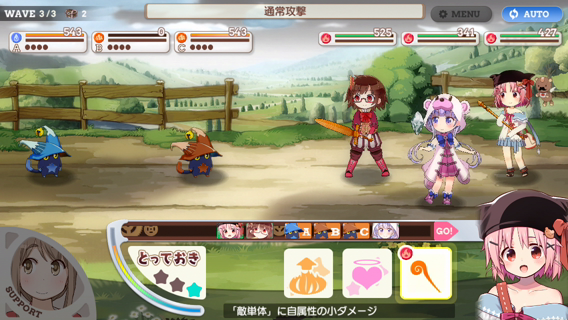 WAVE 3/3 2
通常攻撃
MENU
AUTO
543
0
543
525
341
427
A
B
C
A B C GO!
とっておき
SUPPORT
「敵単体」に自属性の小ダメージ